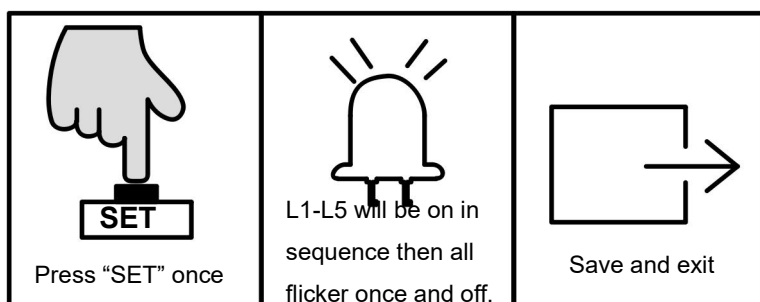 SET
Press “SET” once
L1-L5 will be on in
sequence then all
flicker once and off.
Save and exit